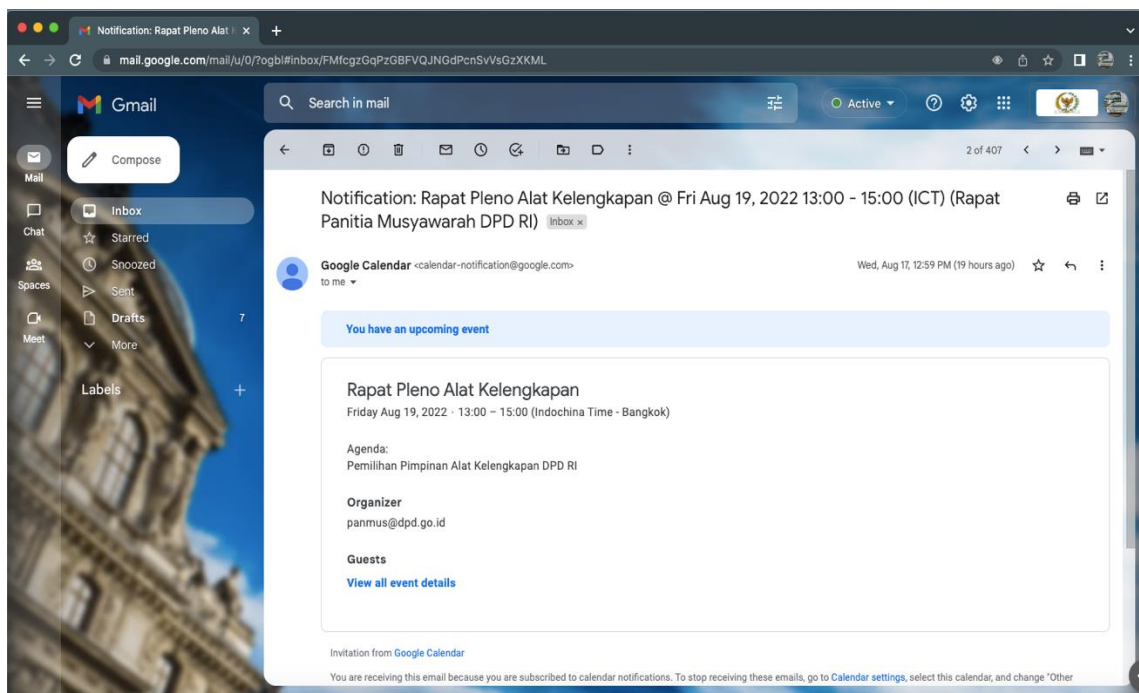 Notification: Rapat Pleno Alat K
mail.google.com/mail/u/0/?ogbl#inbox/FMfcgzGqPzGBFVQJNGdPcnSvVsGzXKML
Gmail
Search in mail
Active
Compose
2 of 407
Mail
Inbox
Chat
Starred
Snoozed
Spaces
Sent
Drafts 7
Meet
More
Labels
Notification: Rapat Pleno Alat Kelengkapan @ Fri Aug 19, 2022 13:00 - 15:00 (ICT) (Rapat
Panitia Musyawarah DPD RI) Inbox ×
Google Calendar <calendar-notification@google.com> Wed, Aug 17, 12:59 PM (19 hours ago)
to me
You have an upcoming event
Rapat Pleno Alat Kelengkapan
Friday Aug 19, 2022 · 13:00 – 15:00 (Indochina Time - Bangkok)
Agenda:
Pemilihan Pimpinan Alat Kelengkapan DPD RI
Organizer
panmus@dpd.go.id
Guests
View all event details
Invitation from Google Calendar
You are receiving this email because you are subscribed to calendar notifications. To stop receiving these emails, go to Calendar settings, select this calendar, and change "Other